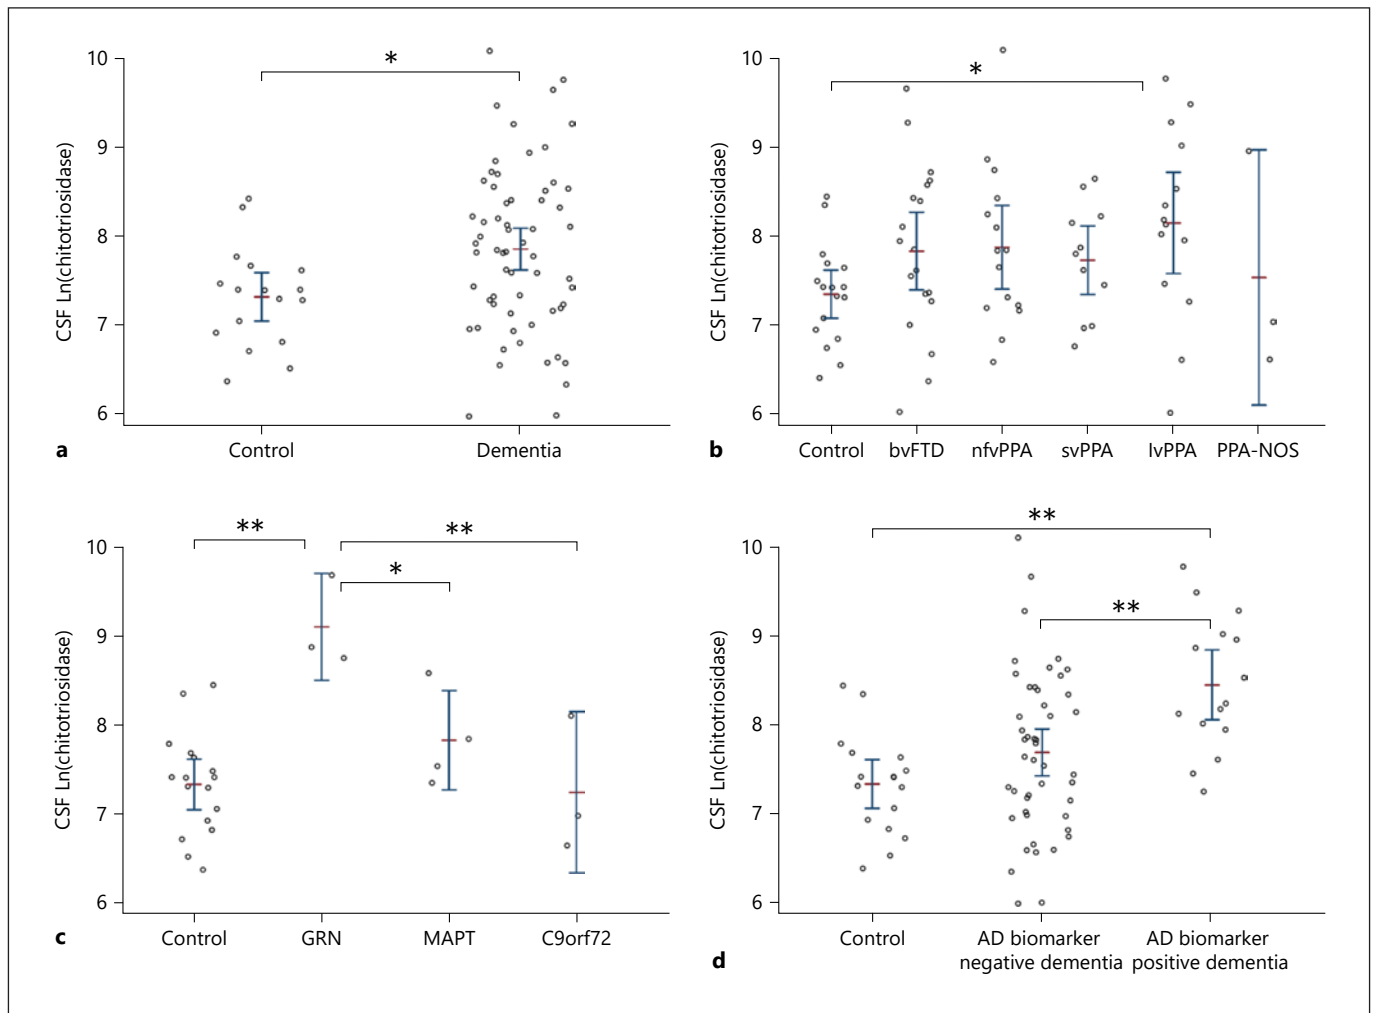 *
10
9
8
7
6
CSF Ln(chitotriosidase)
Control
Dementia
a
*
10
9
8
7
6
CSF Ln(chitotriosidase)
Control
bvFTD
nfvPPA
svPPA
lvPPA
PPA-NOS
b
**
**
*
10
9
8
7
6
CSF Ln(chitotriosidase)
Control
GRN
MAPT
C9orf72
c
**
**
10
9
8
7
6
CSF Ln(chitotriosidase)
Control
AD biomarker
negative dementia
AD biomarker
positive dementia
d